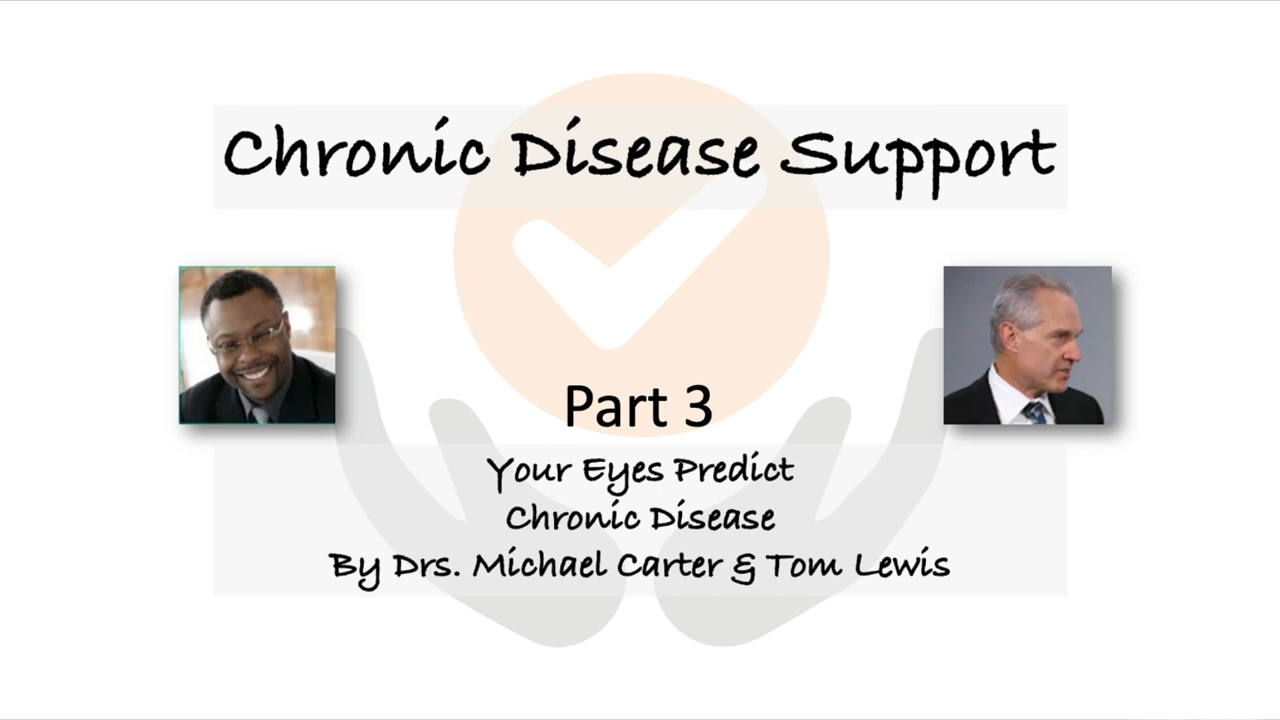 Chronic Disease Support
Part 3
Your Eyes Predict
Chronic Disease
By Drs. Michael Carter & Tom Lewis